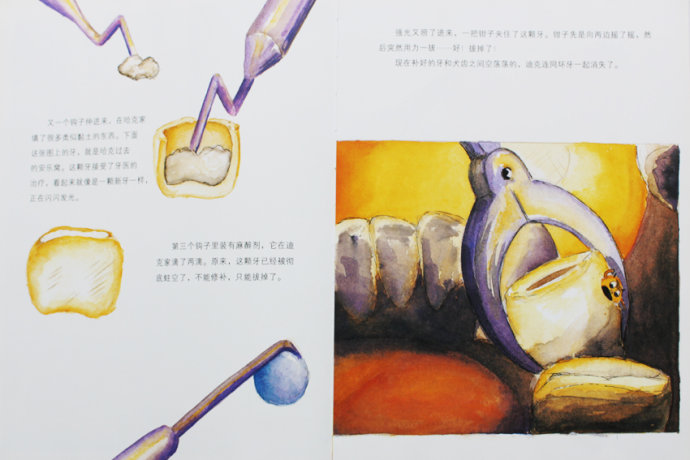 又一个钩子伸进来，在哈克家
填了很多类似黏土的东西。下面
这张图上的牙，就是哈克过去
的安乐窝。这颗牙接受了牙医的
治疗，看起来就像是一颗新牙一样，
正在闪闪发光。
第三个钩子里装有麻醉剂，它在迪
克家滴了两滴。原来，这颗牙已经被彻
底蛀空了，不能修补，只能拔掉了。
强光又照了进来，一把钳子夹住了这颗牙。钳子先是向两边摇了摇，然
后突然用力一拔——好！拔掉了！
现在补好的牙和犬齿之间空荡荡的，迪克连同坏牙一起消失了。